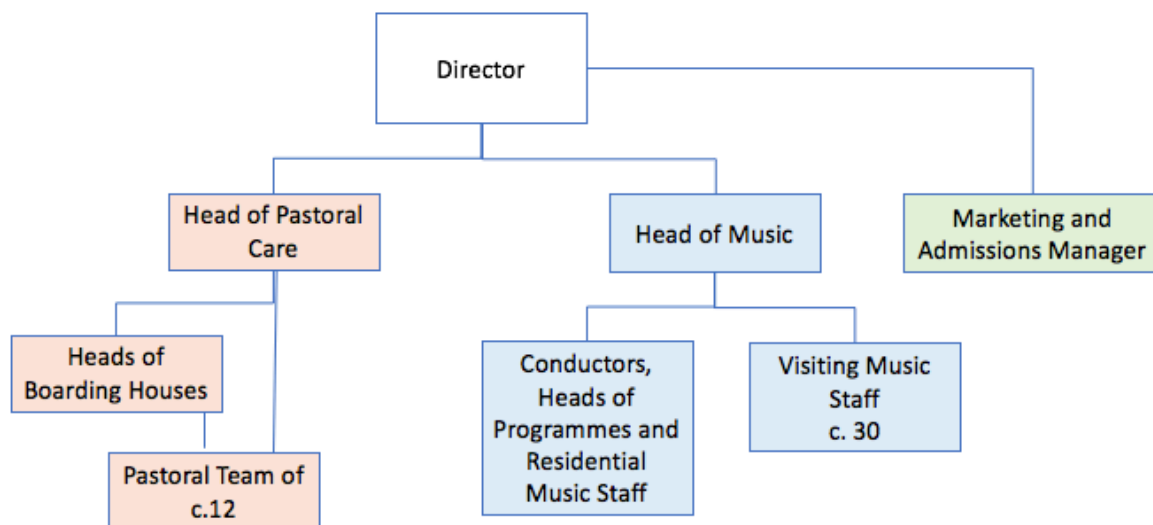 Director
Head of Pastoral
Care
Head of Music
Marketing and
Admissions Manager
Heads of
Boarding Houses
Pastoral Team of
c.12
Conductors,
Heads of
Programmes and
Residential
Music Staff
Visiting Music
Staff
c. 30